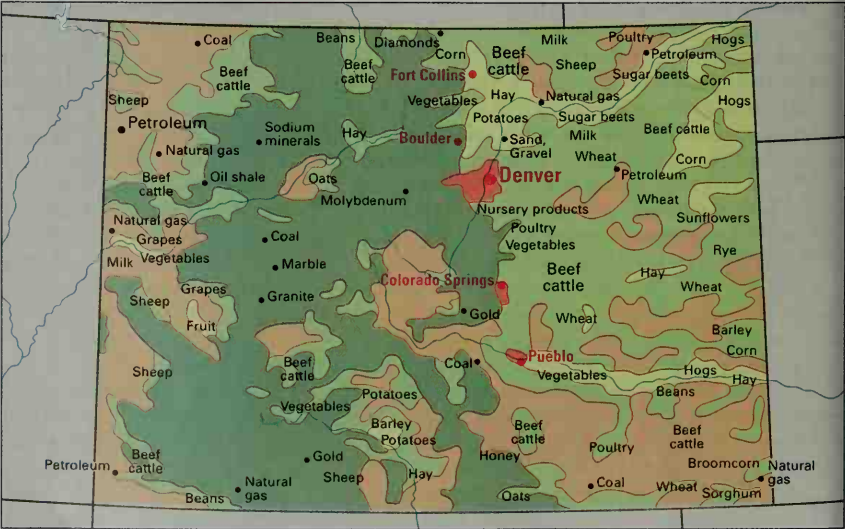 Coal
Beans
Diamonds
Milk
Poultry
Hogs
Corn
Beef
cattle
Petroleum
Beef
cattle
Beef
cattle
Fort Collins
Sheep
Sugar beets
Corn
Sheep
Vegetables
Hay
Natural gas
Hogs
Petroleum
Potatoes
Sugar beets
Sodium
minerals
Hay
Boulder
Sand,
Gravel
Milk
Beef cattle
Natural gas
Wheat
Corn
Beef
cattle
Oil shale
Oats
Denver
Petroleum
Molybdenum
Nursery products
Wheat
Sunflowers
Natural gas
Grapes
Coal
Poultry
Vegetables
Rye
Milk
Vegetables
Marble
Beef
cattle
Hay
Colorado Springs
Sheep
Grapes
Granite
Wheat
Fruit
Gold
Wheat
Barley
Corn
Beef
cattle
Coal
Pueblo
Sheep
Vegetables
Hogs
Hay
Potatoes
Beans
Vegetables
Barley
Potatoes
Beef
cattle
Beef
cattle
Poultry
Petroleum
Beef
cattle
Gold
Honey
Broomcorn
Natural
gas
Natural
gas
Sheep
Hay
Coal
Wheat
Sorghum
Beans
Oats